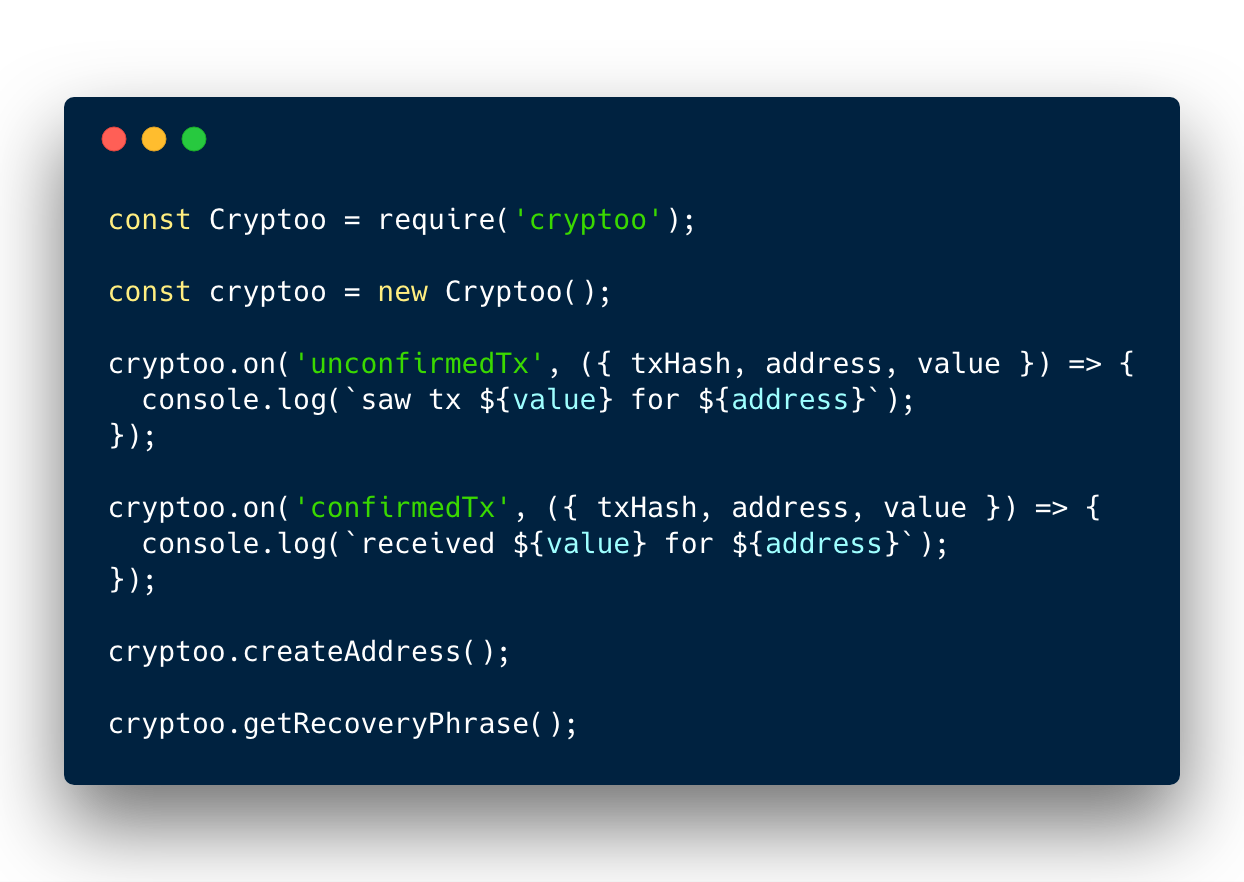 const Cryptoo = require('cryptoo');
const cryptoo = new Cryptoo();
cryptoo.on('unconfirmedTx', ({ txHash, address, value }) => {
  console.log(`saw tx ${value} for ${address}`);
});
cryptoo.on('confirmedTx', ({ txHash, address, value }) => {
  console.log(`received ${value} for ${address}`);
});
cryptoo.createAddress();
cryptoo.getRecoveryPhrase();